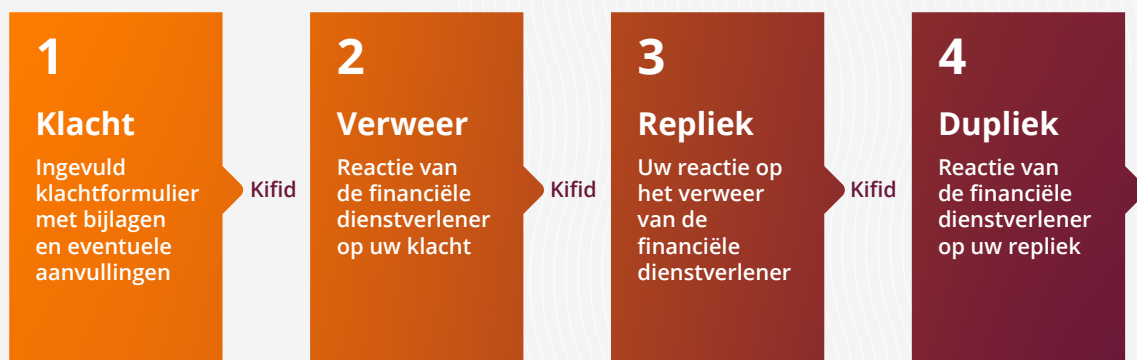 1
Klacht
Ingevuld
klachtformulier
met bijlagen
en eventuele
aanvullingen
Kifid
2
Verweer
Reactie van
de financiële
dienstverlener
op uw klacht
Kifid
3
Repliek
Uw reactie op
het verweer
van de
financiële
dienstverlener
Kifid
4
Dupliek
Reactie van
de financiële
dienstverlener
op uw repliek